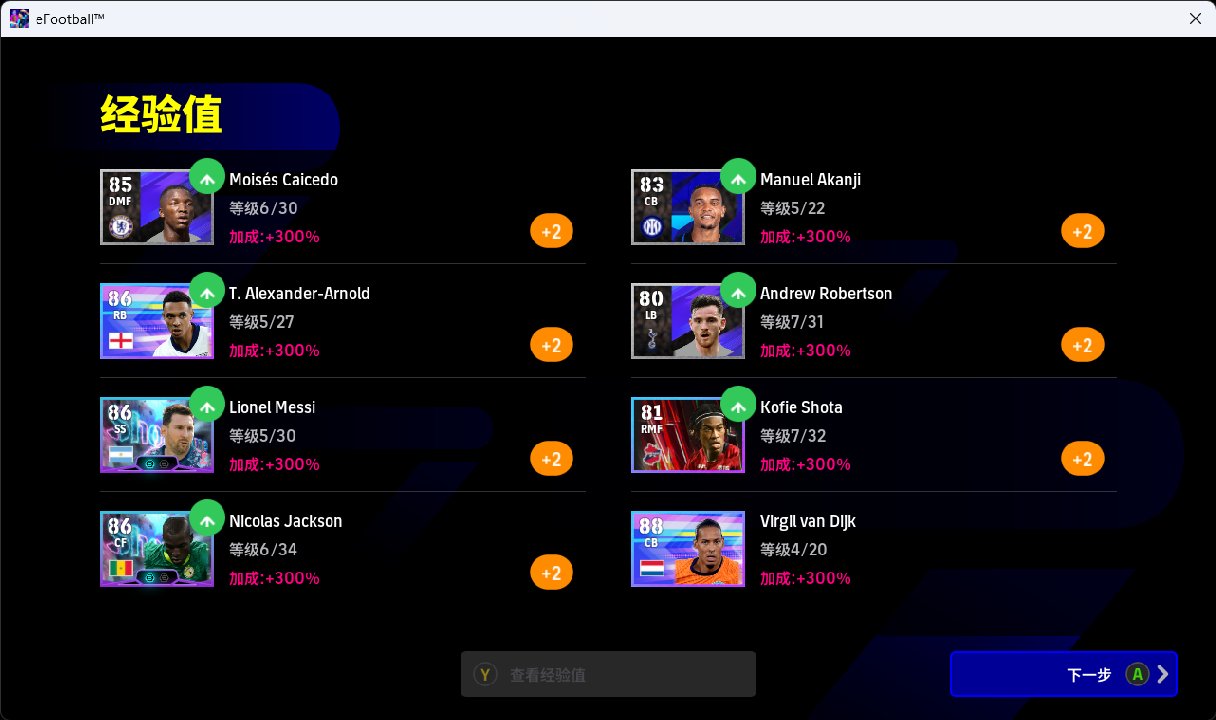 eFootball™
经验值
85
DMF
Moisés Caicedo
等级6/30
加成:+300%
+2
83
CB
Manuel Akanji
等级5/22
加成:+300%
+2
86
RB
T. Alexander-Arnold
等级5/27
加成:+300%
+2
80
LB
Andrew Robertson
等级7/31
加成:+300%
+2
86
SS
Lionel Messi
等级5/30
加成:+300%
+2
81
RMF
Kofie Shota
等级7/32
加成:+300%
+2
86
CF
Nicolas Jackson
等级6/34
加成:+300%
+2
88
CB
Virgil van Dijk
等级4/20
加成:+300%
Y 查看经验值
下一步 A